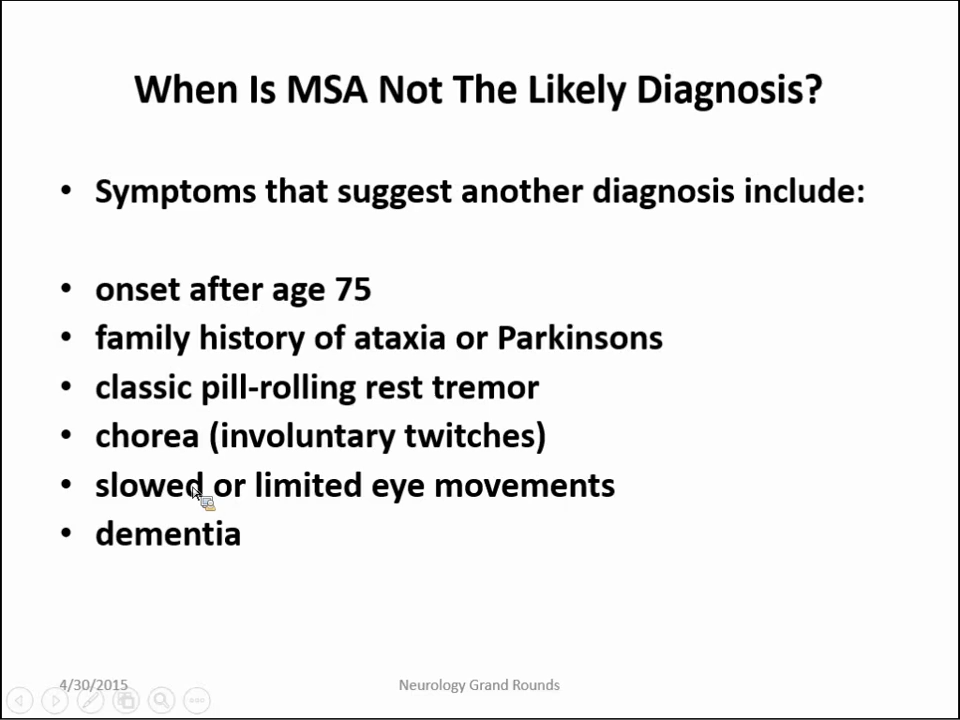 When Is MSA Not The Likely Diagnosis?
• Symptoms that suggest another diagnosis include:
• onset after age 75
• family history of ataxia or Parkinsons
• classic pill-rolling rest tremor
• chorea (involuntary twitches)
• slowed or limited eye movements
• dementia
4/30/2015
Neurology Grand Rounds